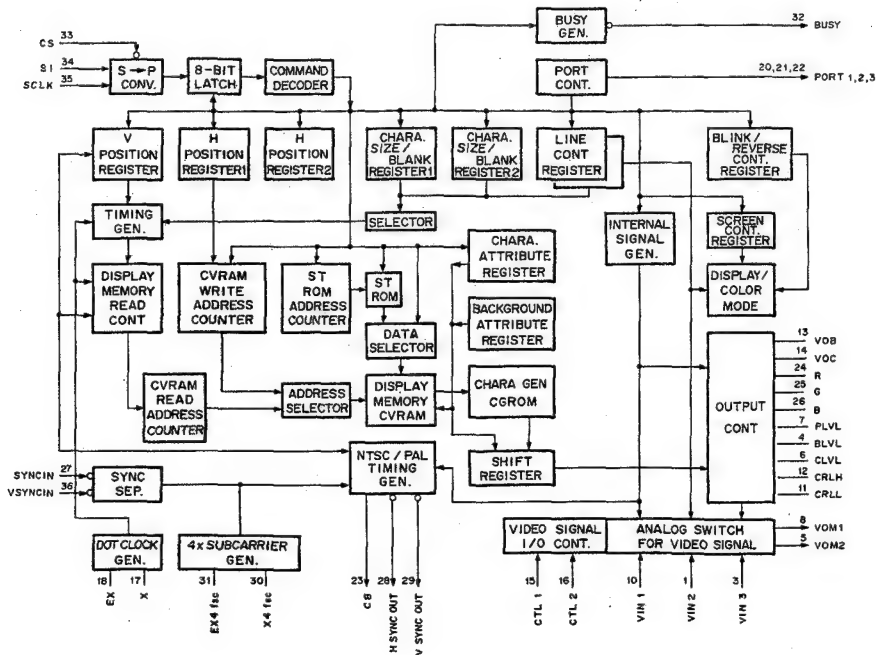 BUSY
GEN.
32
BUSY
CS
33
SI
34
SCLK
35
S → P
CONV.
8-BIT
LATCH
COMMAND
DECODER
PORT
CONT.
20,21,22
PORT 1,2,3
V
POSITION
REGISTER
H
POSITION
REGISTER1
H
POSITION
REGISTER2
CHARA.
SIZE/
BLANK
REGISTER1
CHARA.
SIZE/
BLANK
REGISTER2
LINE
CONT
REGISTER
BLINK/
REVERSE
CONT.
REGISTER
TIMING
GEN.
SELECTOR
INTERNAL
SIGNAL
GEN.
SCREEN
CONT.
REGISTER
DISPLAY
MEMORY
READ
CONT
CVRAM
WRITE
ADDRESS
COUNTER
ST
ROM
ADDRESS
COUNTER
ST
ROM
CHARA.
ATTRIBUTE
REGISTER
DISPLAY/
COLOR
MODE
DATA
SELECTOR
BACKGROUND
ATTRIBUTE
REGISTER
CVRAM
READ
ADDRESS
COUNTER
ADDRESS
SELECTOR
DISPLAY
MEMORY
CVRAM
CHARA GEN
CGROM
OUTPUT
CONT
13
VOB
14
VOC
24
R
25
G
26
B
7
PLVL
4
BLVL
6
CLVL
12
CRLH
11
CRLL
SYNCIN
27
VSYNCIN
36
SYNC
SEP.
NTSC / PAL
TIMING
GEN.
SHIFT
REGISTER
DOT CLOCK
GEN.
4x SUBCARRIER
GEN.
VIDEO SIGNAL
I/O CONT.
ANALOG SWITCH
FOR VIDEO SIGNAL
8
VOM1
5
VOM2
18
EX
17
X
31
EX4 fsc
30
X4 fsc
23
CB
28
H SYNC OUT
29
V SYNC OUT
15
CTL 1
16
CTL 2
10
VIN 1
1
VIN 2
3
VIN 3